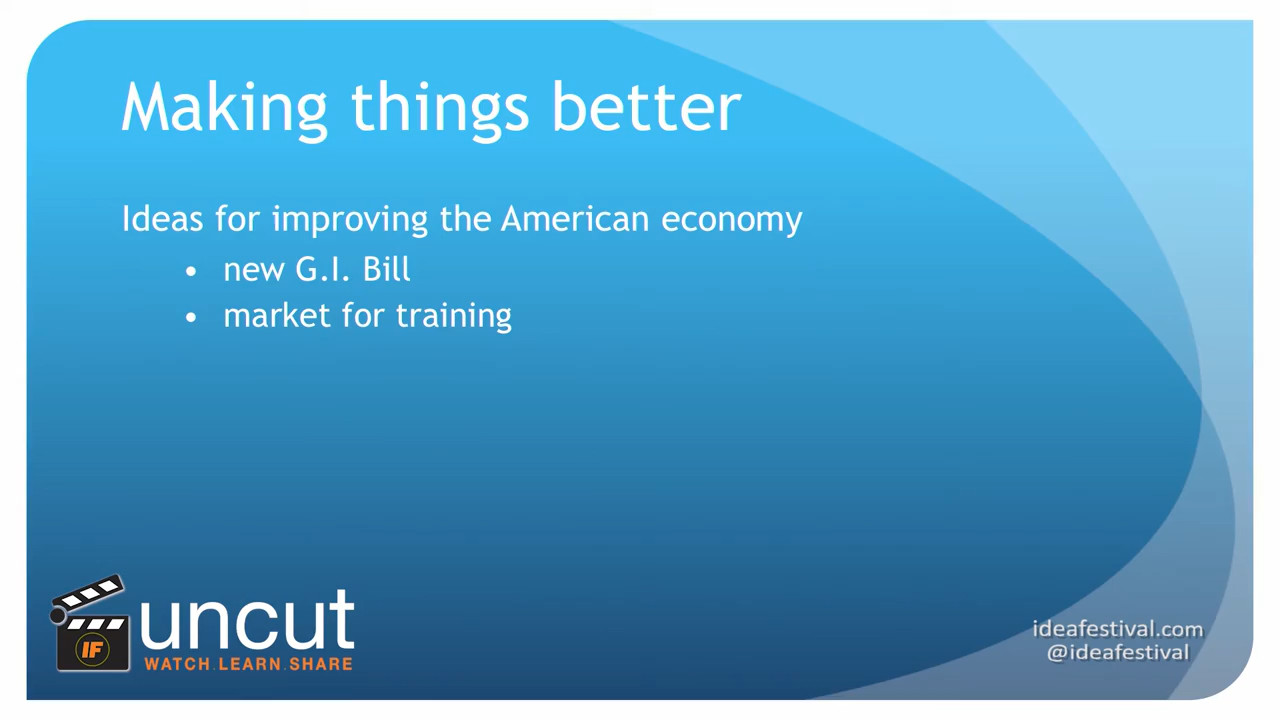 Making things better
Ideas for improving the American economy
• new G.I. Bill
• market for training
IF
uncut
WATCH.LEARN.SHARE
ideafestival.com
@ideafestival